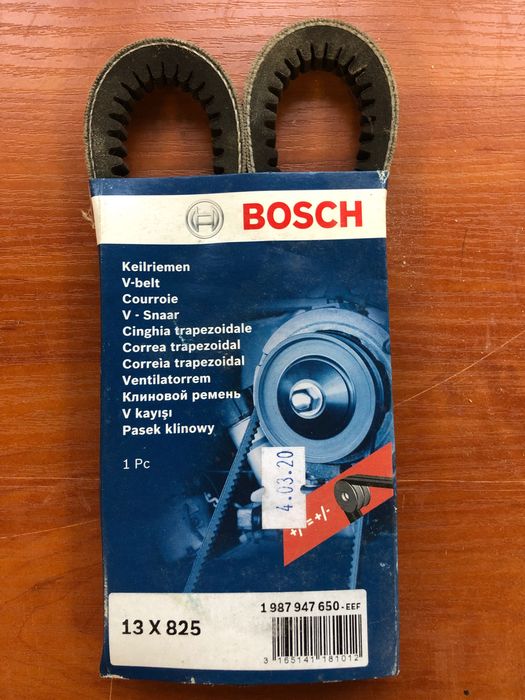 BOSCH
Keilriemen
V-belt
Courroie
V - Snaar
Cinghia trapezoidale
Correa trapezoidal
Correia trapezoidal
Ventilatorrem
Клиновой ремень
V kayışı
Pasek klinowy
1 Pc
4.03.20
+/- = +/-
1 987 947 650-EEF
13 X 825
3 165141 181012